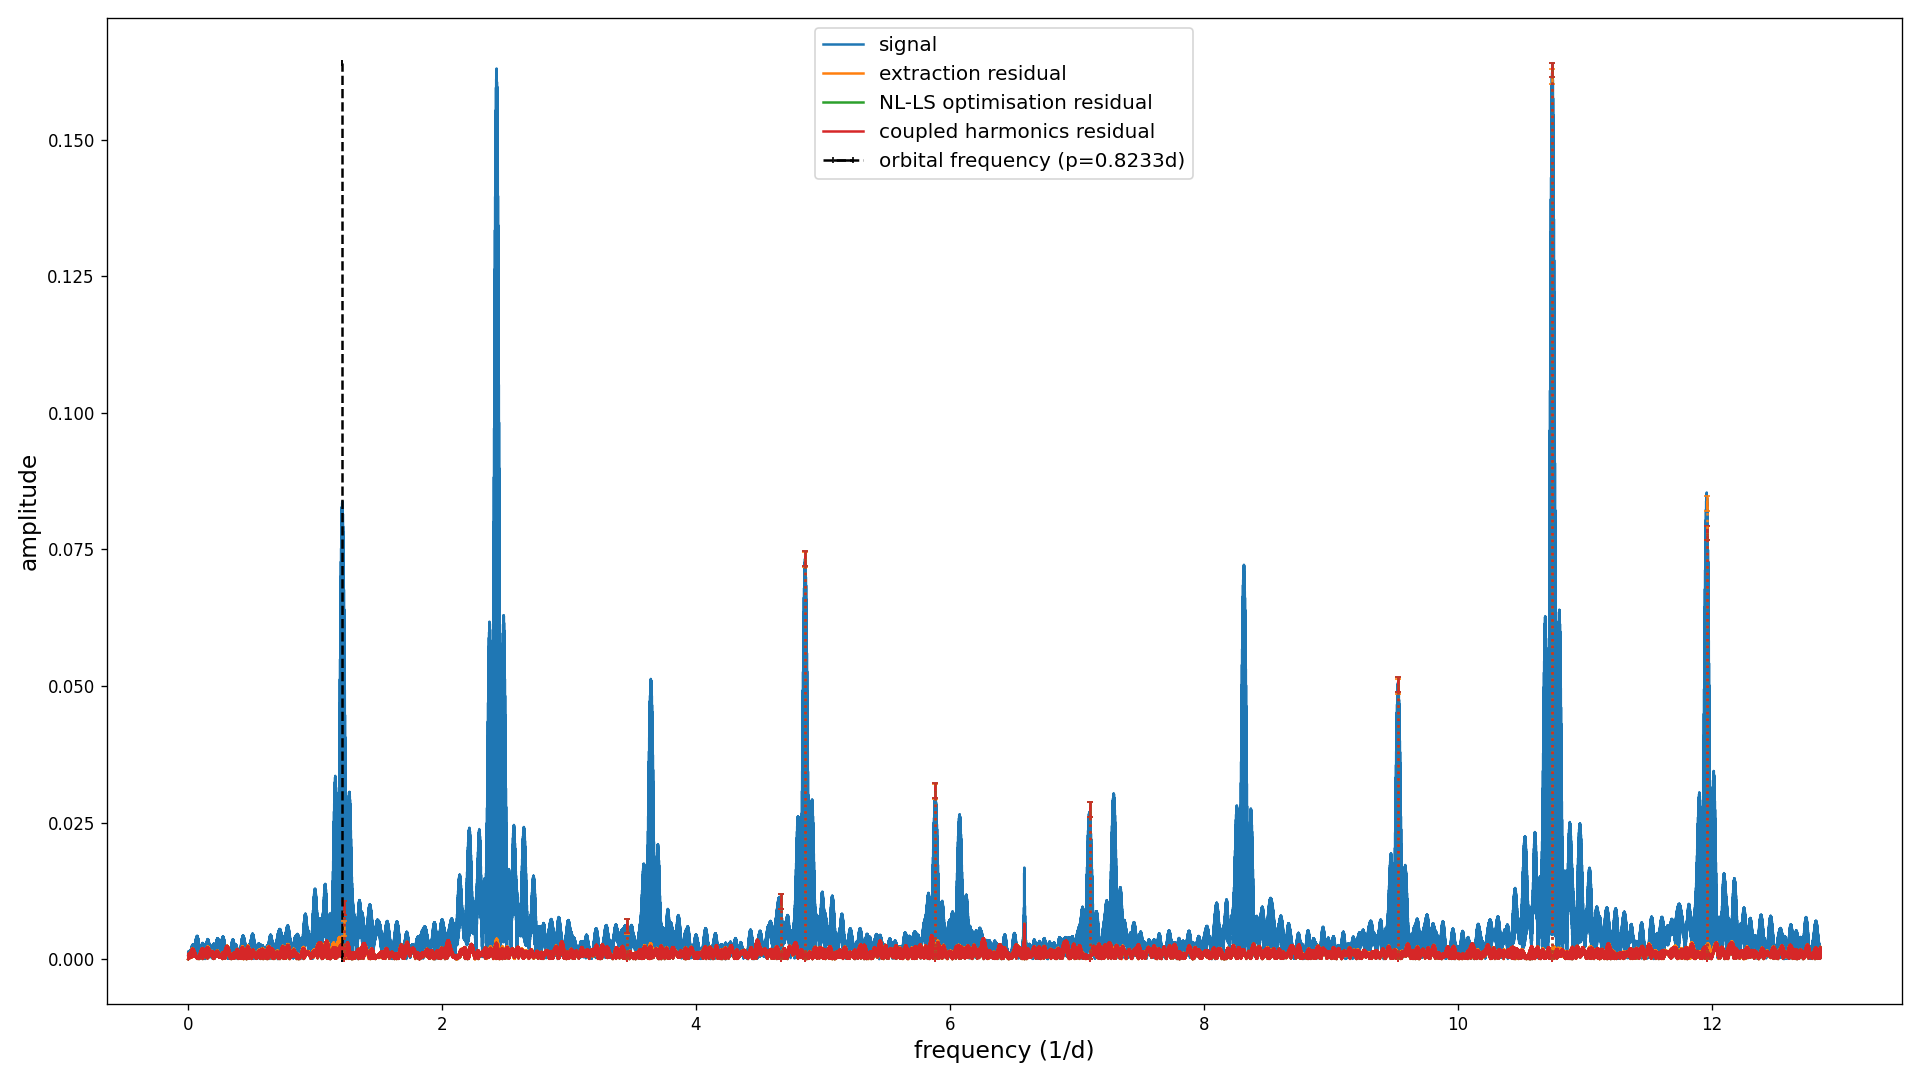 signal
extraction residual
NL-LS optimisation residual
coupled harmonics residual
orbital frequency (p=0.8233d)
amplitude
0.150
0.125
0.100
0.075
0.050
0.025
0.000
0 2 4 6 8 10 12
frequency (1/d)